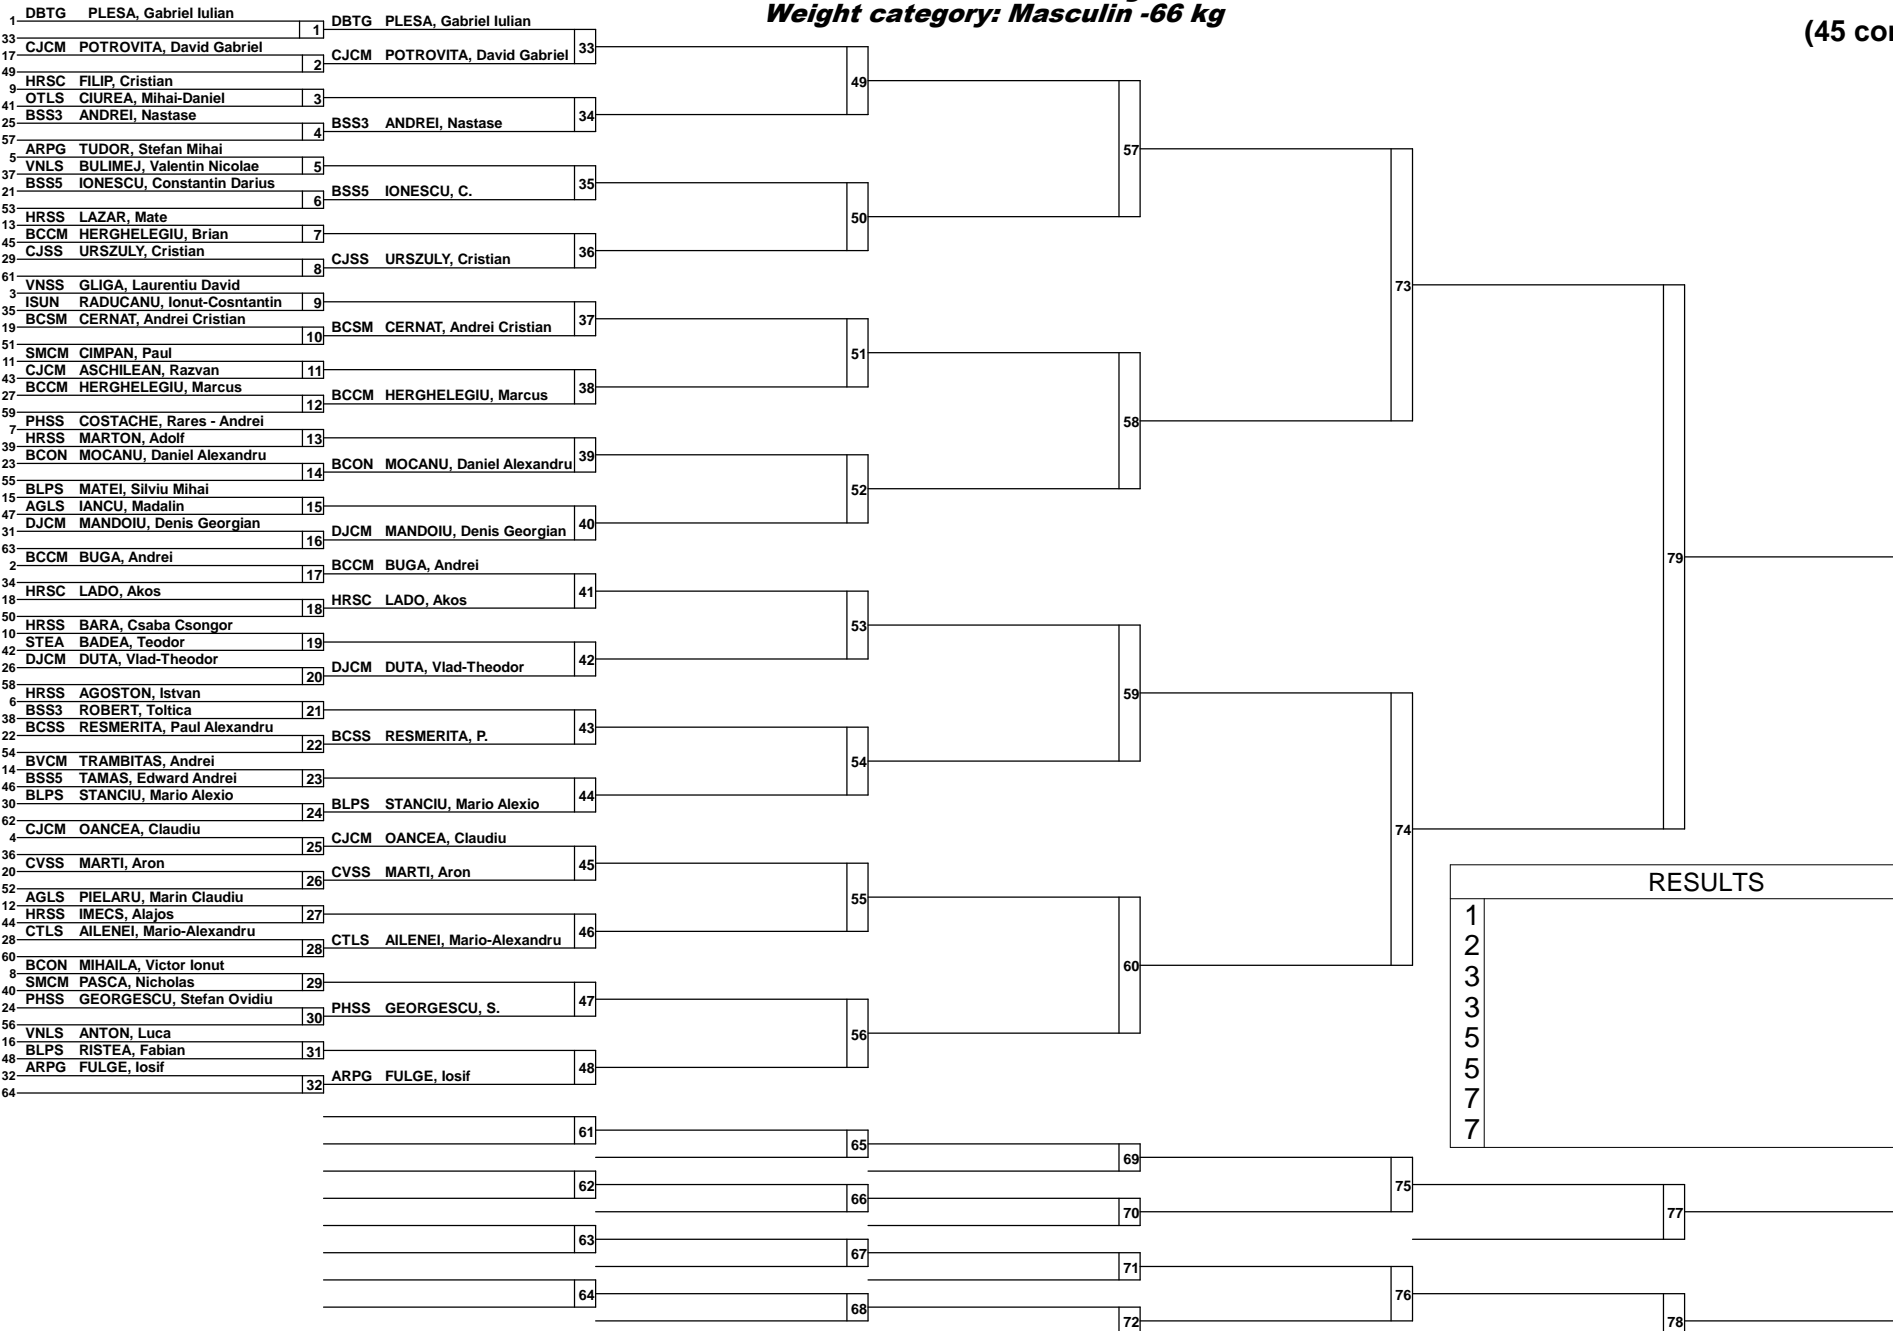 Weight category: Masculin -66 kg
(45 con
1 DBTG PLESA, Gabriel Iulian
33
1
17 CJCM POTROVITA, David Gabriel
49
2
9 HRSC FILIP, Cristian
41 OTLS CIUREA, Mihai-Daniel
3
25 BSS3 ANDREI, Nastase
57
4
5 ARPG TUDOR, Stefan Mihai
37 VNLS BULIMEJ, Valentin Nicolae
5
21 BSS5 IONESCU, Constantin Darius
53
6
13 HRSS LAZAR, Mate
45 BCCM HERGHELEGIU, Brian
7
29 CJSS URSZULY, Cristian
61
8
3 VNSS GLIGA, Laurentiu David
35 ISUN RADUCANU, Ionut-Cosntantin
9
19 BCSM CERNAT, Andrei Cristian
51
10
11 SMCM CIMPAN, Paul
43 CJCM ASCHILEAN, Razvan
11
27 BCCM HERGHELEGIU, Marcus
59
12
7 PHSS COSTACHE, Rares - Andrei
39 HRSS MARTON, Adolf
13
23 BCON MOCANU, Daniel Alexandru
55
14
15 BLPS MATEI, Silviu Mihai
47 AGLS IANCU, Madalin
15
31 DJCM MANDOIU, Denis Georgian
63
16
2 BCCM BUGA, Andrei
34
17
18 HRSC LADO, Akos
50
18
10 HRSS BARA, Csaba Csongor
42 STEA BADEA, Teodor
19
26 DJCM DUTA, Vlad-Theodor
58
20
6 HRSS AGOSTON, Istvan
38 BSS3 ROBERT, Toltica
21
22 BCSS RESMERITA, Paul Alexandru
54
22
14 BVCM TRAMBITAS, Andrei
46 BSS5 TAMAS, Edward Andrei
23
30 BLPS STANCIU, Mario Alexio
62
24
4 CJCM OANCEA, Claudiu
36
25
20 CVSS MARTI, Aron
52
26
12 AGLS PIELARU, Marin Claudiu
44 HRSS IMECS, Alajos
27
28 CTLS AILENEI, Mario-Alexandru
60
28
8 BCON MIHAILA, Victor Ionut
40 SMCM PASCA, Nicholas
29
24 PHSS GEORGESCU, Stefan Ovidiu
56
30
16 VNLS ANTON, Luca
48 BLPS RISTEA, Fabian
31
32 ARPG FULGE, Iosif
64
32
DBTG PLESA, Gabriel Iulian
CJCM POTROVITA, David Gabriel
33
BSS3 ANDREI, Nastase
34
BSS5 IONESCU, C.
35
CJSS URSZULY, Cristian
36
BCSM CERNAT, Andrei Cristian
37
BCCM HERGHELEGIU, Marcus
38
BCON MOCANU, Daniel Alexandru
39
DJCM MANDOIU, Denis Georgian
40
BCCM BUGA, Andrei
HRSC LADO, Akos
41
DJCM DUTA, Vlad-Theodor
42
BCSS RESMERITA, P.
43
BLPS STANCIU, Mario Alexio
44
CJCM OANCEA, Claudiu
CVSS MARTI, Aron
45
CTLS AILENEI, Mario-Alexandru
46
PHSS GEORGESCU, S.
47
ARPG FULGE, Iosif
48
49
50
51
52
53
54
55
56
57
58
59
60
73
74
79
RESULTS
1
2
3
3
5
5
7
7
61
62
63
64
65
66
67
68
69
70
71
72
75
76
77
78